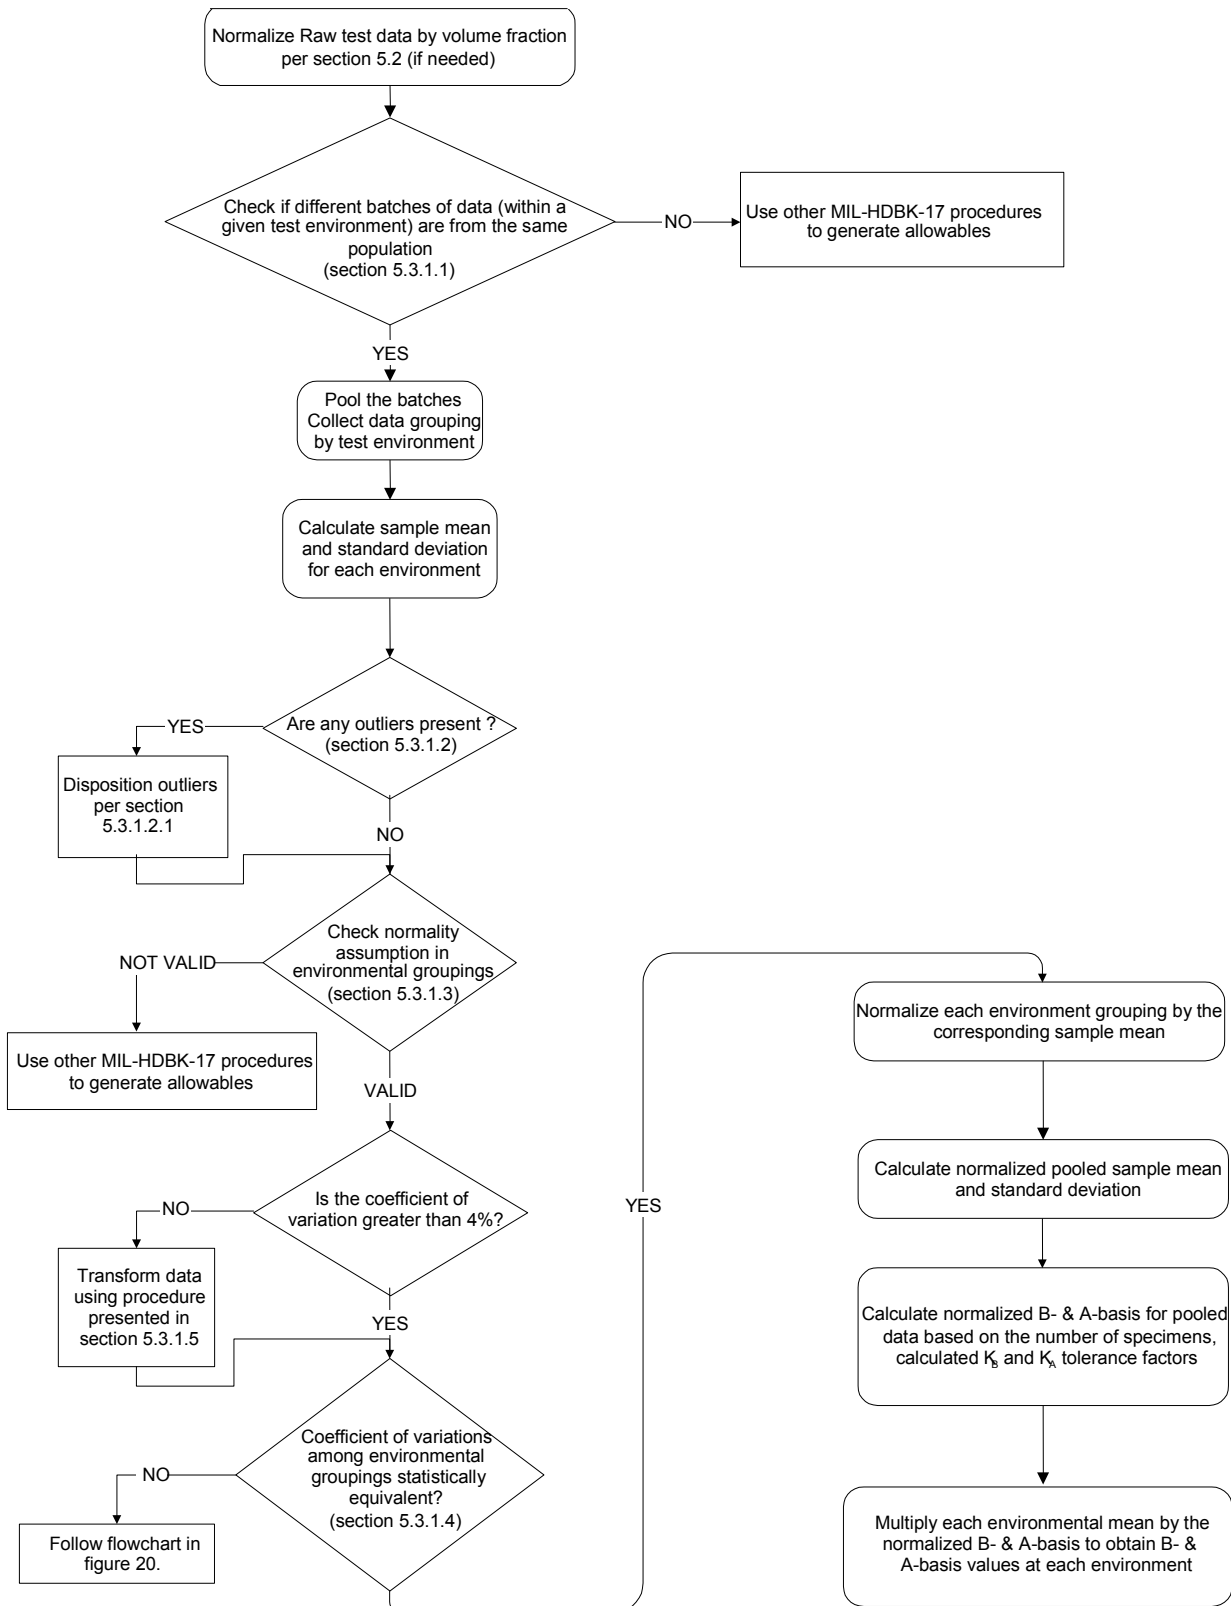 Normalize Raw test data by volume fraction
per section 5.2 (if needed)
Check if different batches of data (within a
given test environment) are from the same
population
(section 5.3.1.1)
NO
Use other MIL-HDBK-17 procedures
to generate allowables
YES
Pool the batches
Collect data grouping
by test environment
Calculate sample mean
and standard deviation
for each environment
Are any outliers present ?
(section 5.3.1.2)
YES
Disposition outliers
per section
5.3.1.2.1
NO
Check normality
assumption in
environmental groupings
(section 5.3.1.3)
NOT VALID
Use other MIL-HDBK-17 procedures
to generate allowables
VALID
Is the coefficient of
variation greater than 4%?
NO
Transform data
using procedure
presented in
section 5.3.1.5
YES
Coefficient of variations
among environmental
groupings statistically
equivalent?
(section 5.3.1.4)
NO
Follow flowchart in
figure 20.
YES
Normalize each environment grouping by the
corresponding sample mean
Calculate normalized pooled sample mean
and standard deviation
Calculate normalized B- & A-basis for pooled
data based on the number of specimens,
calculated KB and KA tolerance factors
Multiply each environmental mean by the
normalized B- & A-basis to obtain B- &
A-basis values at each environment